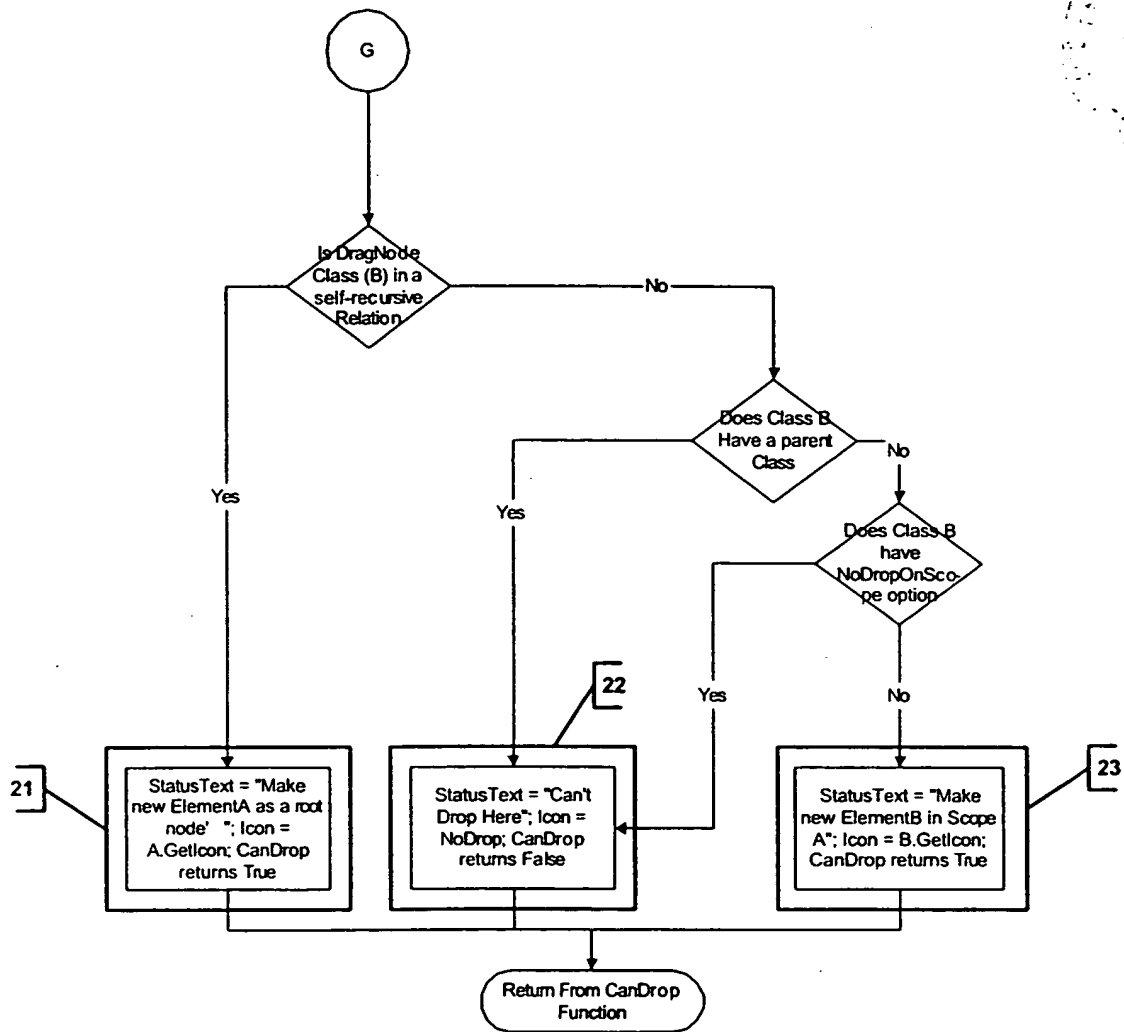 G
Is DragNode
Class (B) in a
self-recursive
Relation
No
Does Class B
Have a parent
Class
No
Yes
Yes
Does Class B
have
NoDropOnSco-
pe option
22
Yes
No
21
StatusText = "Make
new ElementA as a root
node' "; Icon =
A.GetIcon; CanDrop
returns True
StatusText = "Can't
Drop Here"; Icon =
NoDrop; CanDrop
returns False
StatusText = "Make
new ElementB in Scope
A"; Icon = B.GetIcon;
CanDrop returns True
23
Return From CanDrop
Function